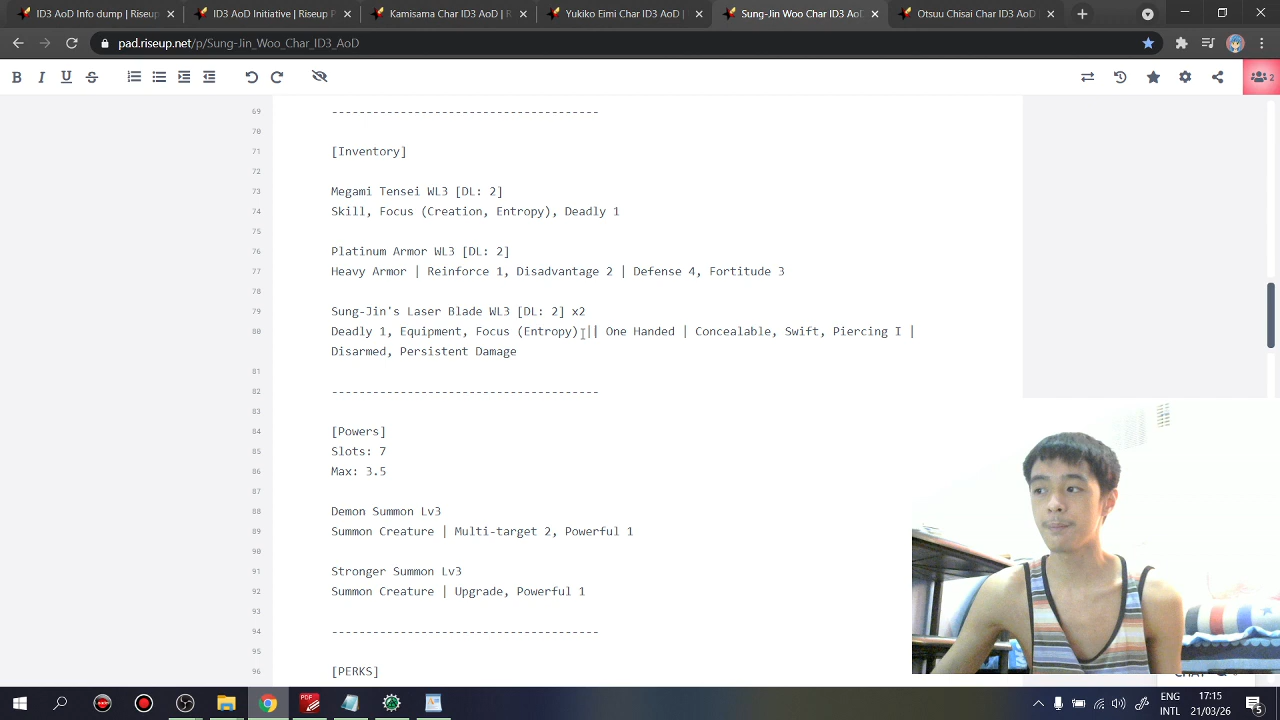 ID3 AoD Info dump | Riseup
ID3 AoD Initiative | Riseup P
Kamisama Char ID3 AoD | R
Yukiko Eimi Char ID3 AoD |
Sung-Jin Woo Char ID3 AoD
Otsuu Chisai Char ID3 AoD |
pad.riseup.net/p/Sung-Jin_Woo_Char_ID3_AoD
B I U S
2
69 ---------------------------------------
70
71 [Inventory]
72
73 Megami Tensei WL3 [DL: 2]
74 Skill, Focus (Creation, Entropy), Deadly 1
75
76 Platinum Armor WL3 [DL: 2]
77 Heavy Armor | Reinforce 1, Disadvantage 2 | Defense 4, Fortitude 3
78
79 Sung-Jin's Laser Blade WL3 [DL: 2] x2
80 Deadly 1, Equipment, Focus (Entropy) || One Handed | Concealable, Swift, Piercing I |
Disarmed, Persistent Damage
81
82 ---------------------------------------
83
84 [Powers]
85 Slots: 7
86 Max: 3.5
87
88 Demon Summon Lv3
89 Summon Creature | Multi-target 2, Powerful 1
90
91 Stronger Summon Lv3
92 Summon Creature | Upgrade, Powerful 1
93
94 ---------------------------------------
95
96 [PERKS]
PDF
ENG
INTL
17:15
21/03/26
5